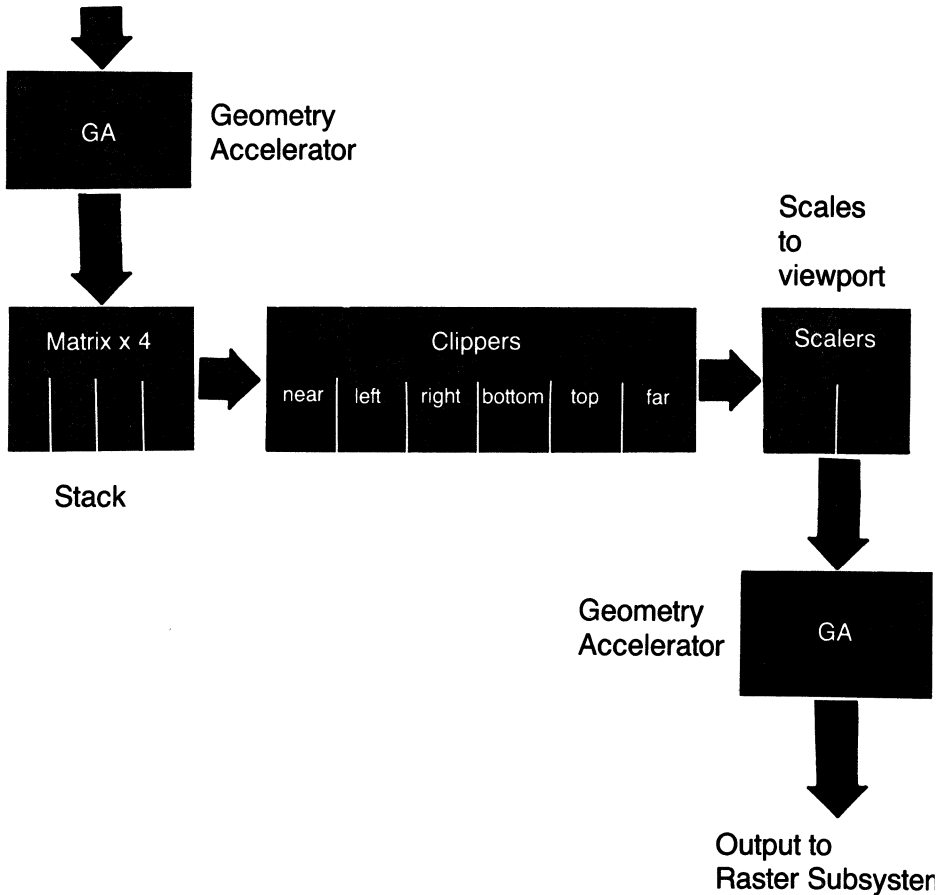 GA
Geometry
Accelerator
Scales
to
viewport
Matrix x 4
Clippers
near left right bottom top far
Scalers
Stack
Geometry
Accelerator
GA
Output to
Raster Subsyster